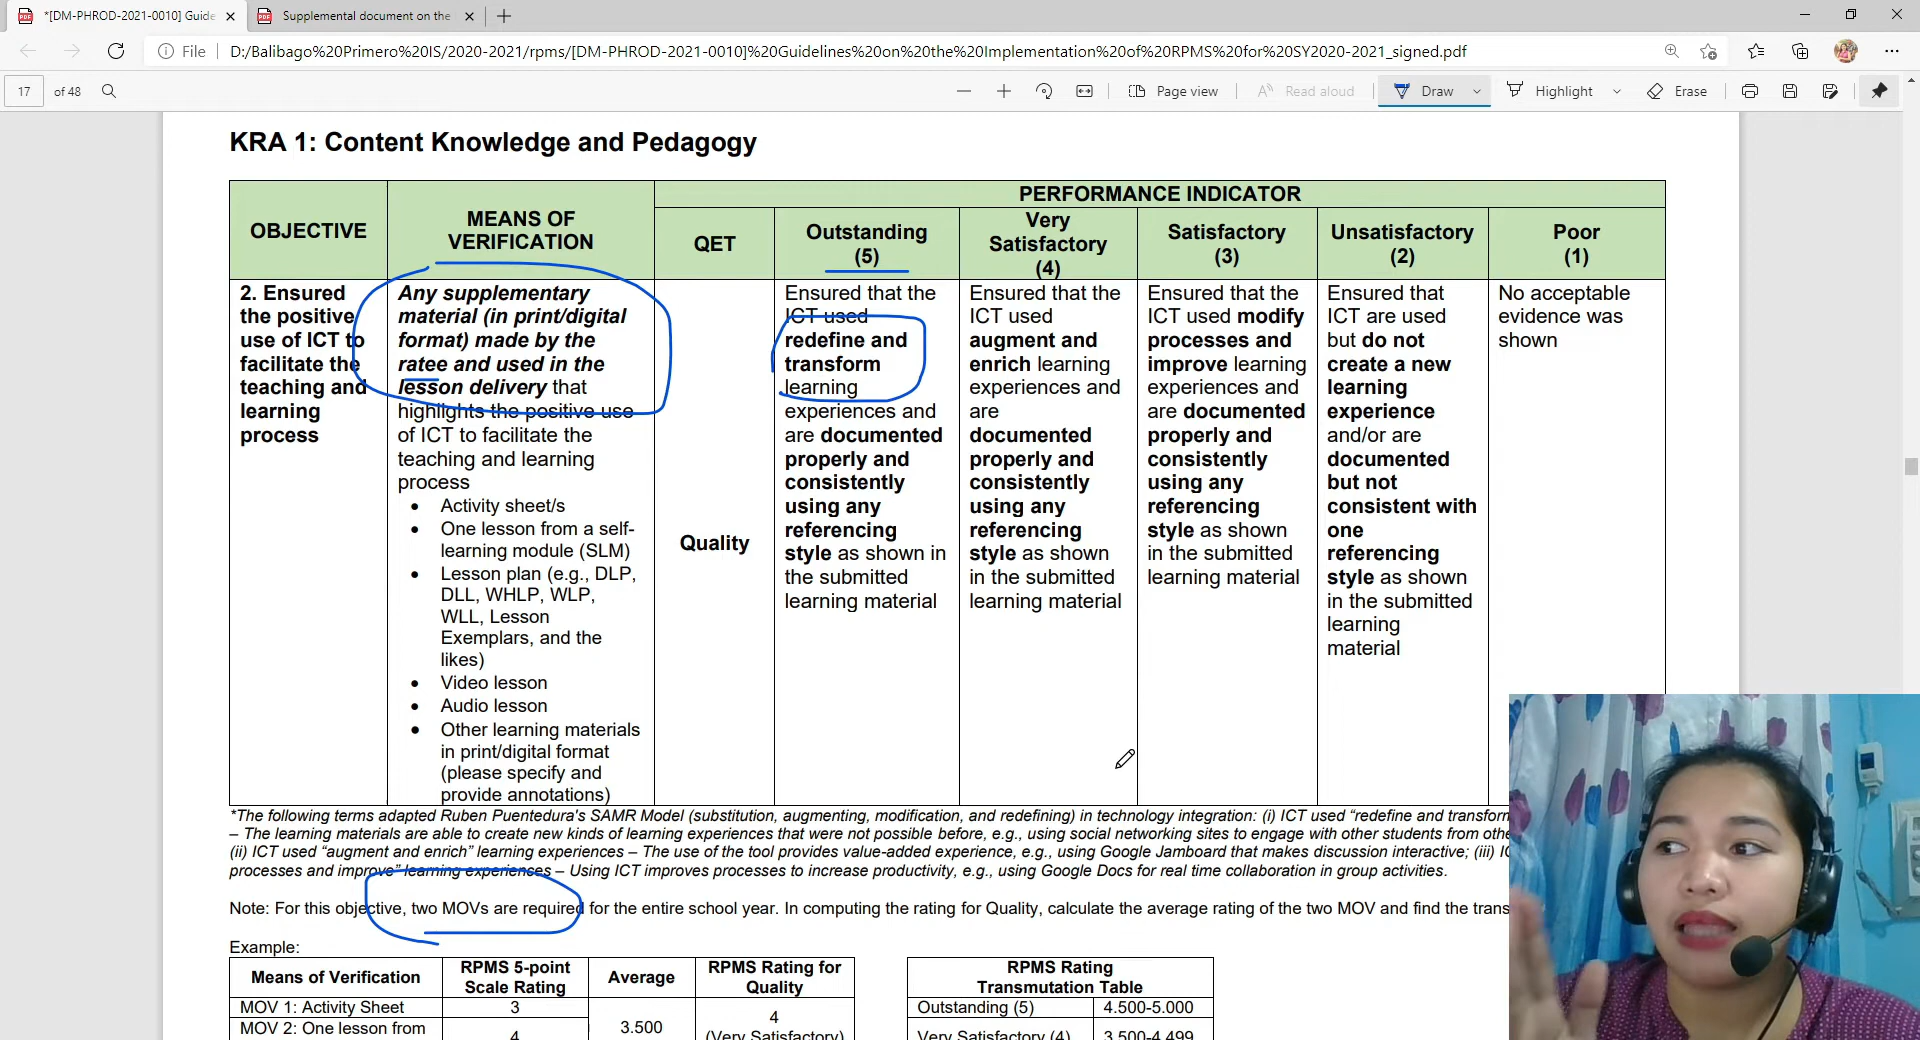 *[DM-PHROD-2021-0010] Guide
Supplemental document on the
File
D:/Balibago%20Primero%20IS/2020-2021/rpms/[DM-PHROD-2021-0010]%20Guidelines%20on%20the%20Implementation%20of%20RPMS%20for%20SY2020-2021_signed.pdf
17 of 48
Page view
Read aloud
Draw
Highlight
Erase
KRA 1: Content Knowledge and Pedagogy
OBJECTIVE
MEANS OF
VERIFICATION
PERFORMANCE INDICATOR
QET
Outstanding
(5)
Very
Satisfactory
(4)
Satisfactory
(3)
Unsatisfactory
(2)
Poor
(1)
2. Ensured
the positive
use of ICT to
facilitate the
teaching and
learning
process
Any supplementary
material (in print/digital
format) made by the
ratee and used in the
lesson delivery that
highlights the positive use
of ICT to facilitate the
teaching and learning
process
• Activity sheet/s
• One lesson from a self-
learning module (SLM)
• Lesson plan (e.g., DLP,
DLL, WHLP, WLP,
WLL, Lesson
Exemplars, and the
likes)
• Video lesson
• Audio lesson
• Other learning materials
in print/digital format
(please specify and
provide annotations)
Quality
Ensured that the
ICT used
redefine and
transform
learning
experiences and
are documented
properly and
consistently
using any
referencing
style as shown in
the submitted
learning material
Ensured that the
ICT used
augment and
enrich learning
experiences and
are
documented
properly and
consistently
using any
referencing
style as shown
in the submitted
learning material
Ensured that the
ICT used modify
processes and
improve learning
experiences and
are documented
properly and
consistently
using any
referencing
style as shown
in the submitted
learning material
Ensured that
ICT are used
but do not
create a new
learning
experience
and/or are
documented
but not
consistent with
one
referencing
style as shown
in the submitted
learning
material
No acceptable
evidence was
shown
*The following terms adapted Ruben Puentedura's SAMR Model (substitution, augmenting, modification, and redefining) in technology integration: (i) ICT used "redefine and transform
– The learning materials are able to create new kinds of learning experiences that were not possible before, e.g., using social networking sites to engage with other students from othe
(ii) ICT used "augment and enrich" learning experiences – The use of the tool provides value-added experience, e.g., using Google Jamboard that makes discussion interactive; (iii) IC
processes and improve" learning experiences – Using ICT improves processes to increase productivity, e.g., using Google Docs for real time collaboration in group activities.
Note: For this objective, two MOVs are required for the entire school year. In computing the rating for Quality, calculate the average rating of the two MOV and find the trans
Example:
Means of Verification
RPMS 5-point
Scale Rating
Average
RPMS Rating for
Quality
MOV 1: Activity Sheet
3
MOV 2: One lesson from
4
3.500
4
(Very Satisfactory)
RPMS Rating
Transmutation Table
Outstanding (5)
4.500-5.000
Very Satisfactory (4)
3.500-4.499